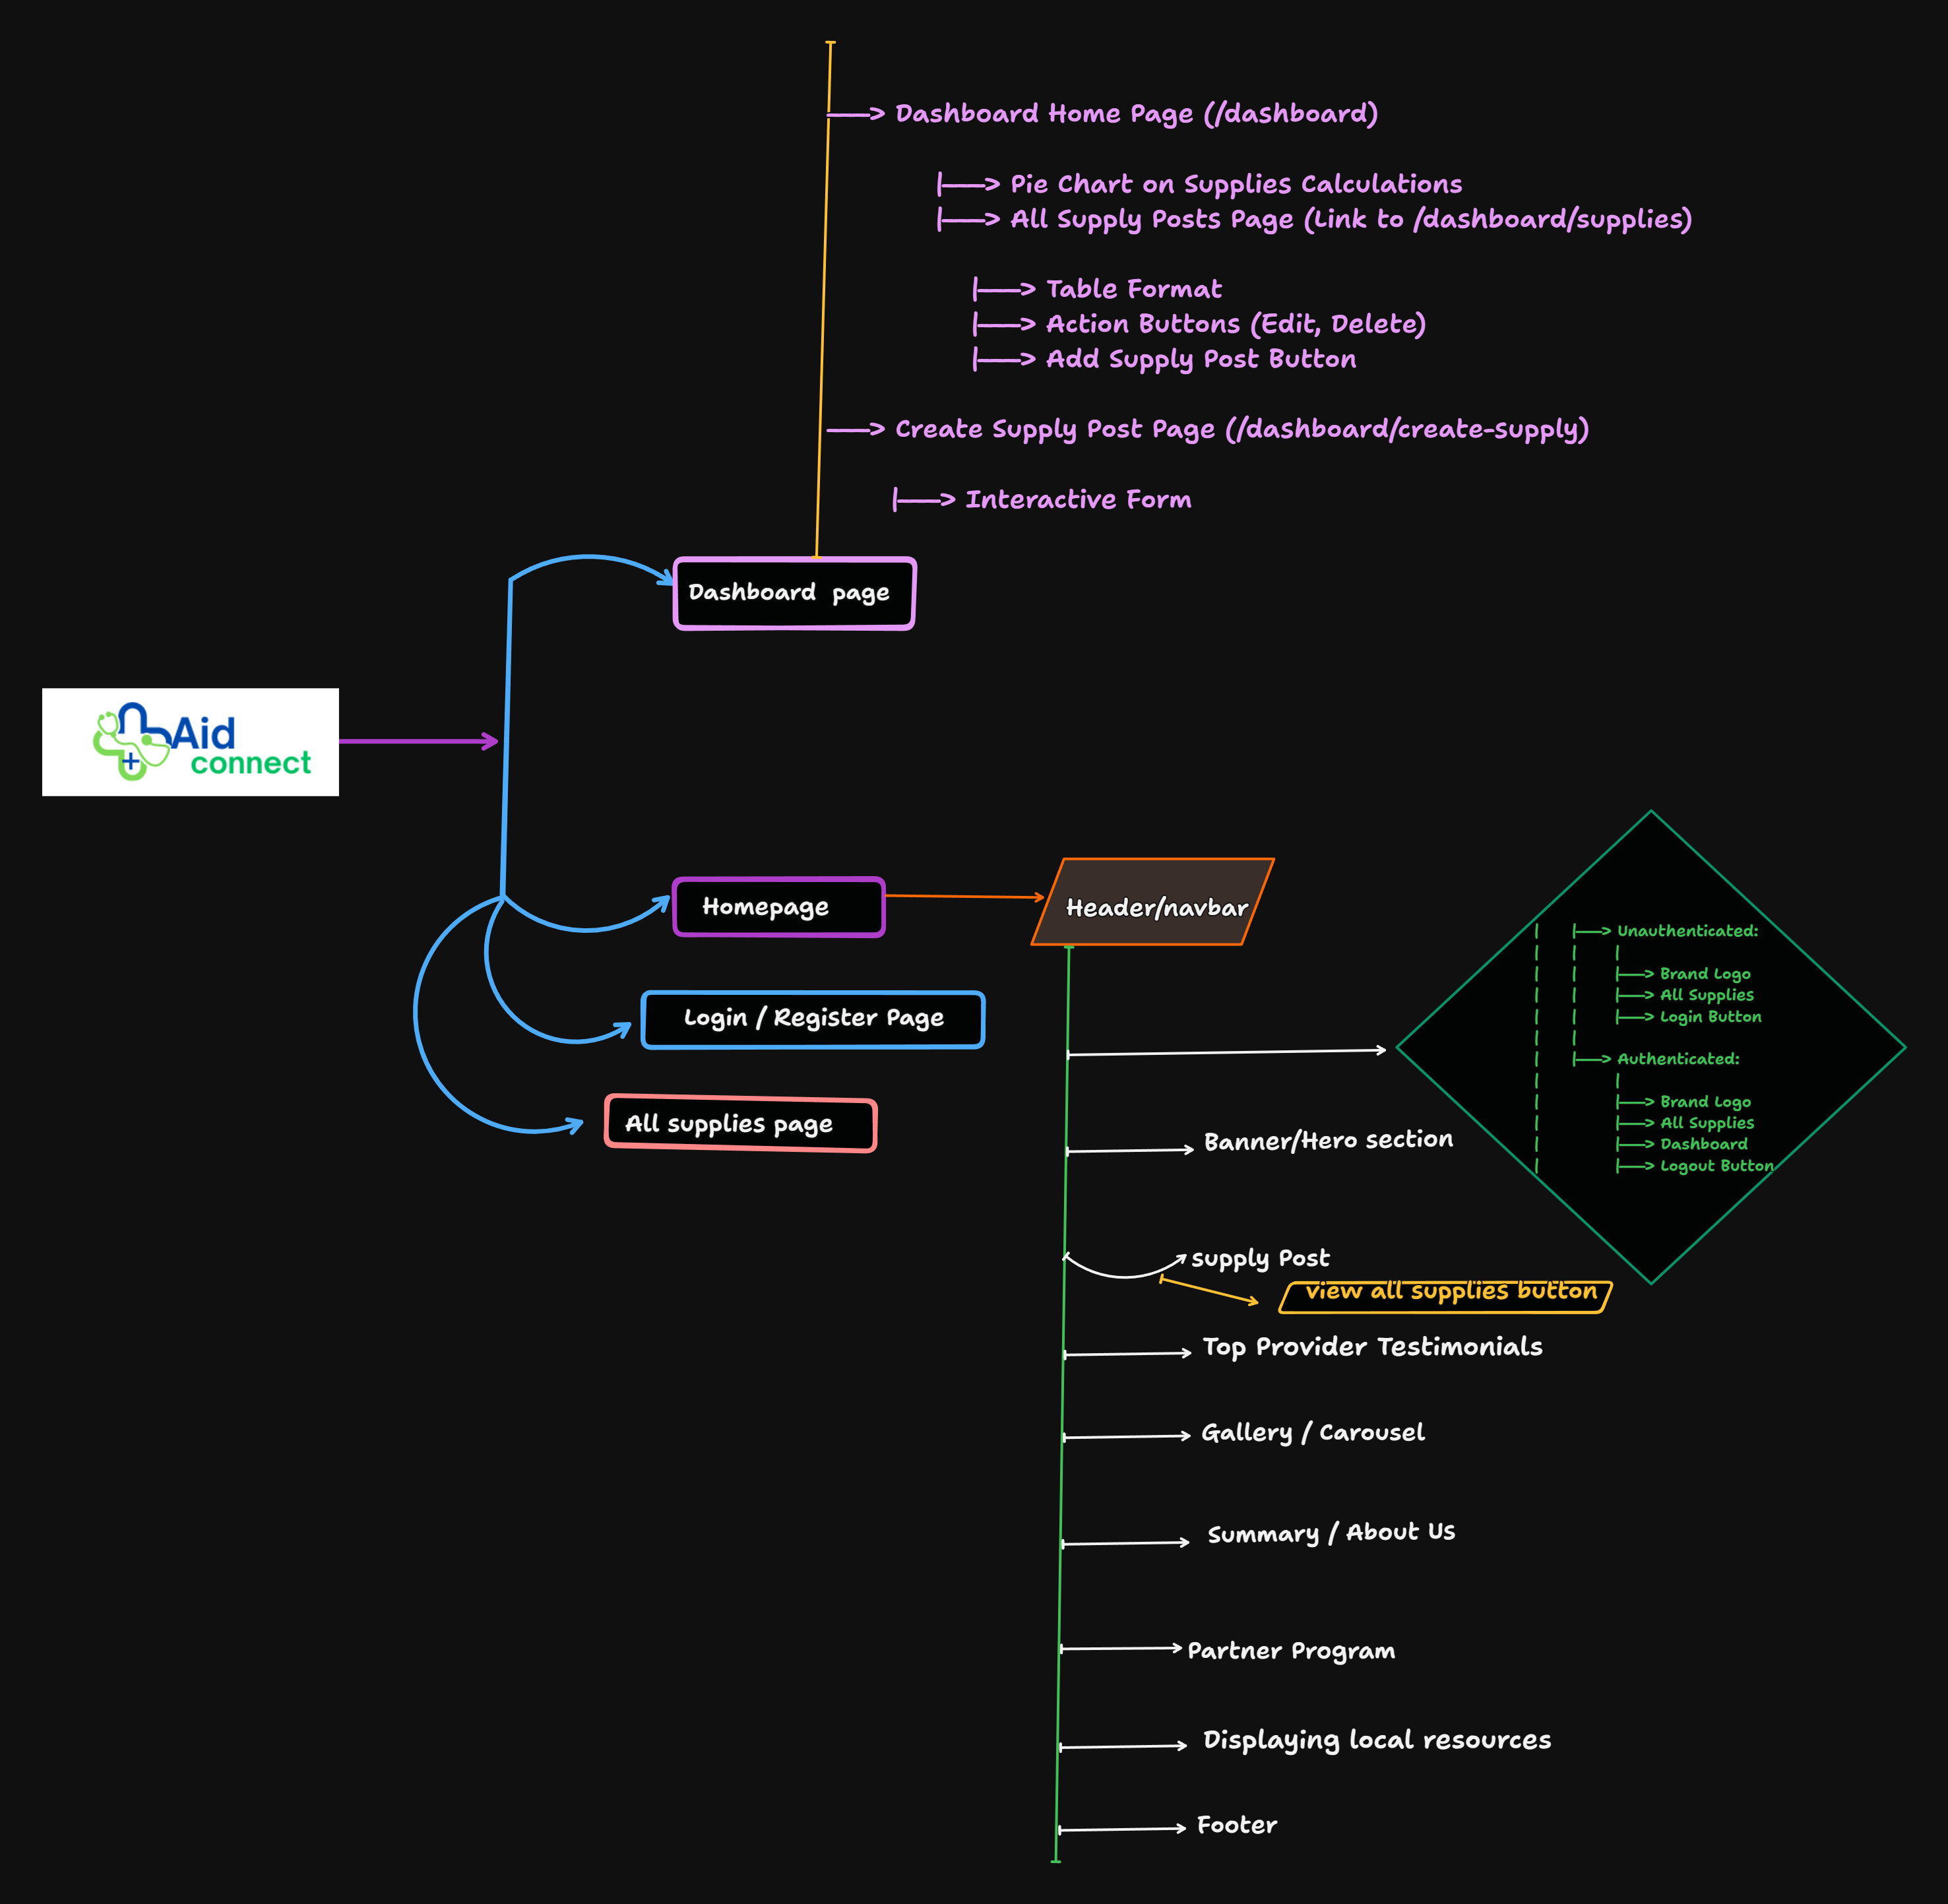 Dashboard Home Page (/dashboard)
Pie Chart on Supplies Calculations
All Supply Posts Page (Link to /dashboard/supplies)
Table Format
Action Buttons (Edit, Delete)
Add Supply Post Button
Create Supply Post Page (/dashboard/create-supply)
Interactive Form
Dashboard page
Aid
connect
Homepage
Header/navbar
Login / Register Page
All supplies page
Unauthenticated:
Brand Logo
All Supplies
Login Button
Authenticated:
Brand Logo
All Supplies
Dashboard
Logout Button
Banner/Hero section
supply Post
view all supplies button
Top Provider Testimonials
Gallery / Carousel
Summary / About Us
Partner Program
Displaying local resources
Footer